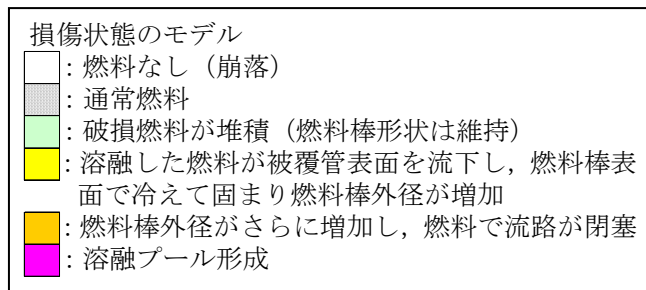 損傷状態のモデル
：燃料なし（崩落）
：通常燃料
：破損燃料が堆積（燃料棒形状は維持）
：溶融した燃料が被覆管表面を流下し，燃料棒表
面で冷えて固まり燃料棒外径が増加
：燃料棒外径がさらに増加し，燃料で流路が閉塞
：溶融プール形成